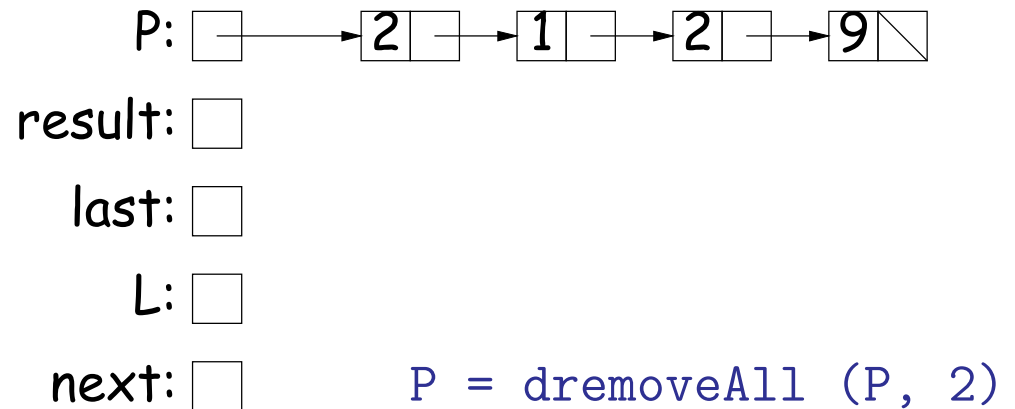 P: 2 1 2 9
result:
last:
L:
next: P = dremoveAll (P, 2)